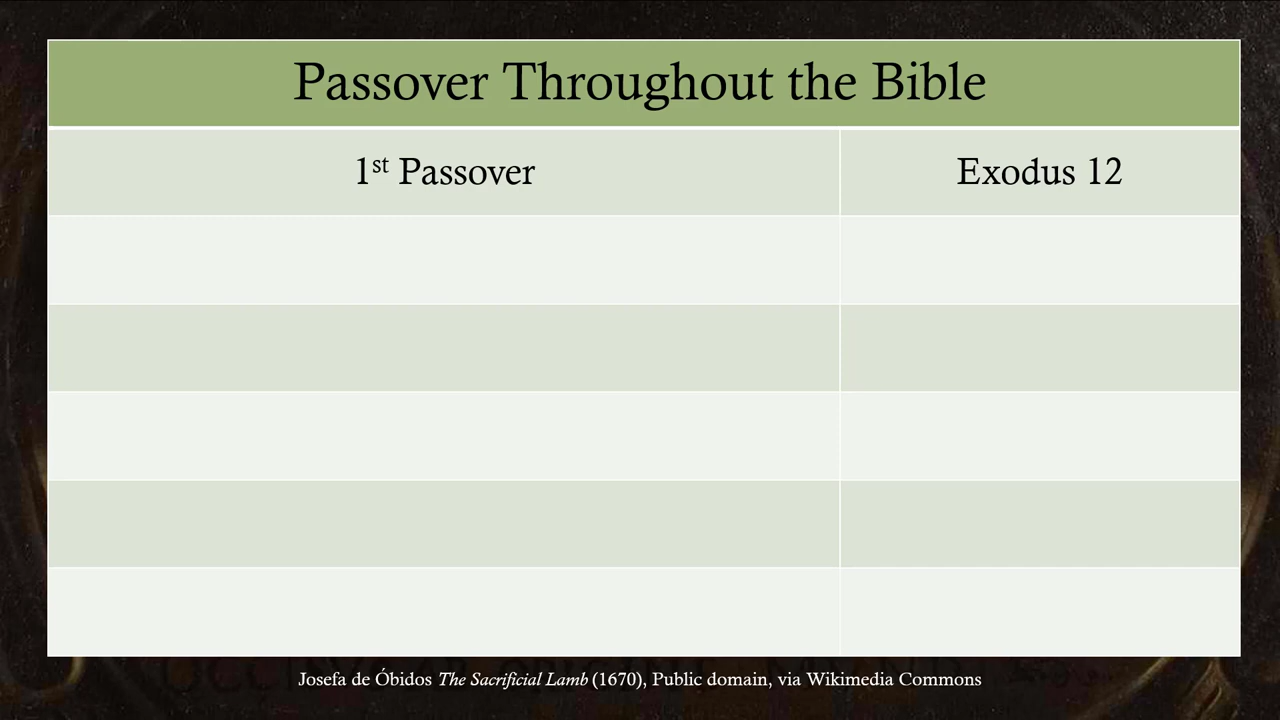 Passover Throughout the Bible
1st Passover
Exodus 12
Josefa de Óbidos The Sacrificial Lamb (1670), Public domain, via Wikimedia Commons